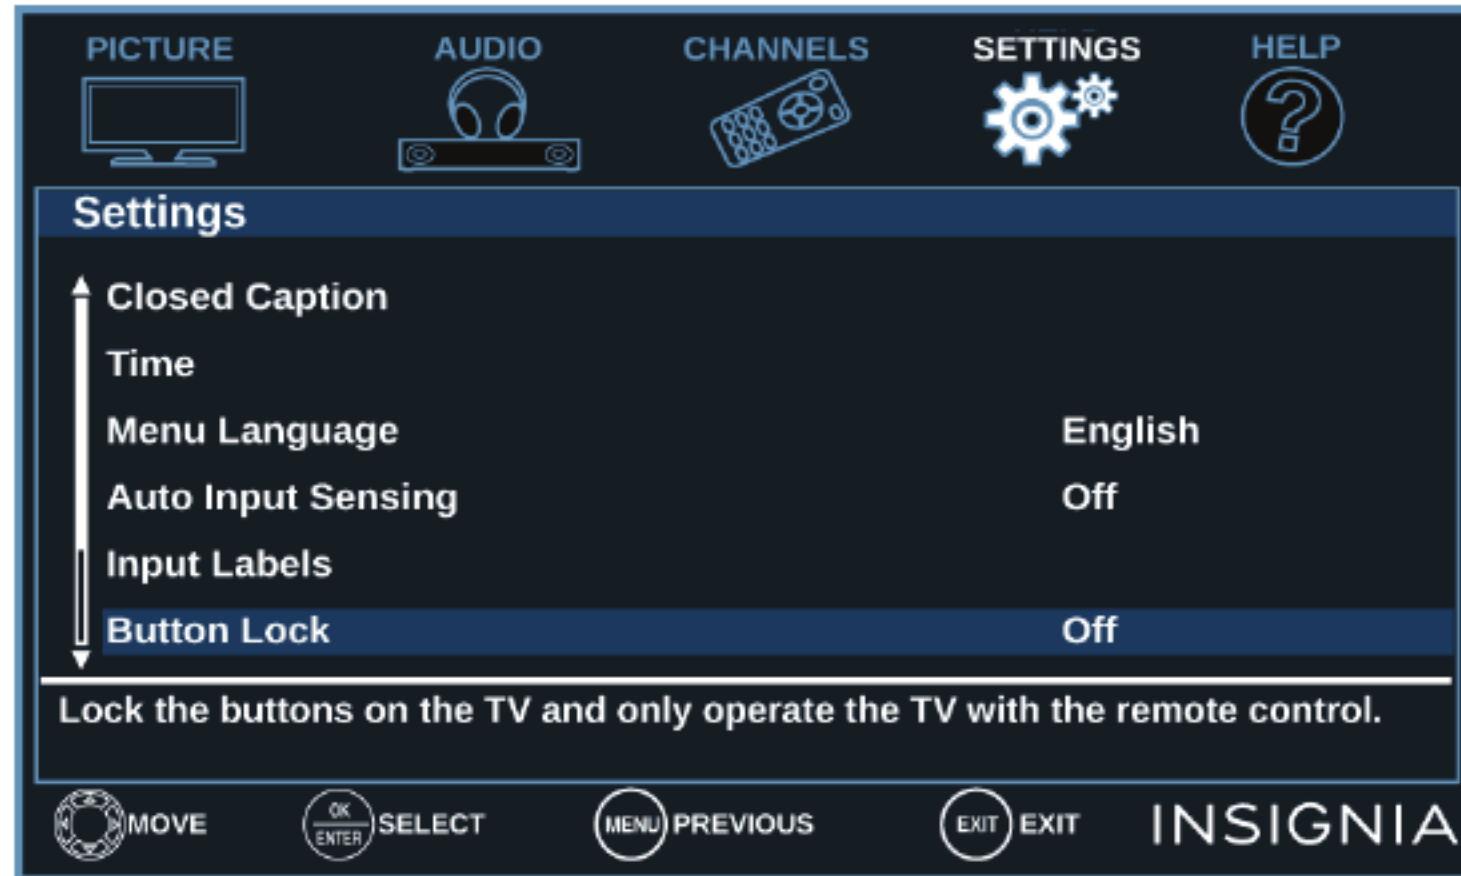 PICTURE AUDIO CHANNELS SETTINGS HELP
Settings
Closed Caption
Time
Menu Language English
Auto Input Sensing Off
Input Labels
Button Lock Off
Lock the buttons on the TV and only operate the TV with the remote control.
MOVE OK ENTER SELECT MENU PREVIOUS EXIT EXIT INSIGNIA